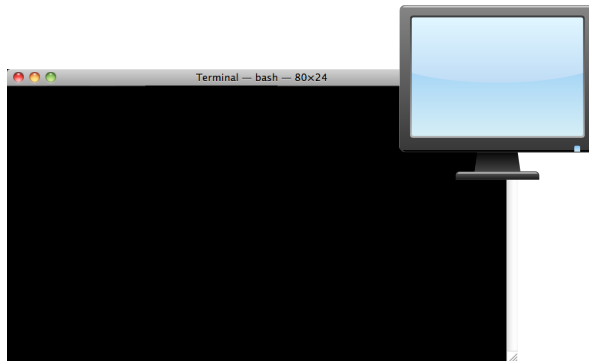 Terminal — bash — 80×24